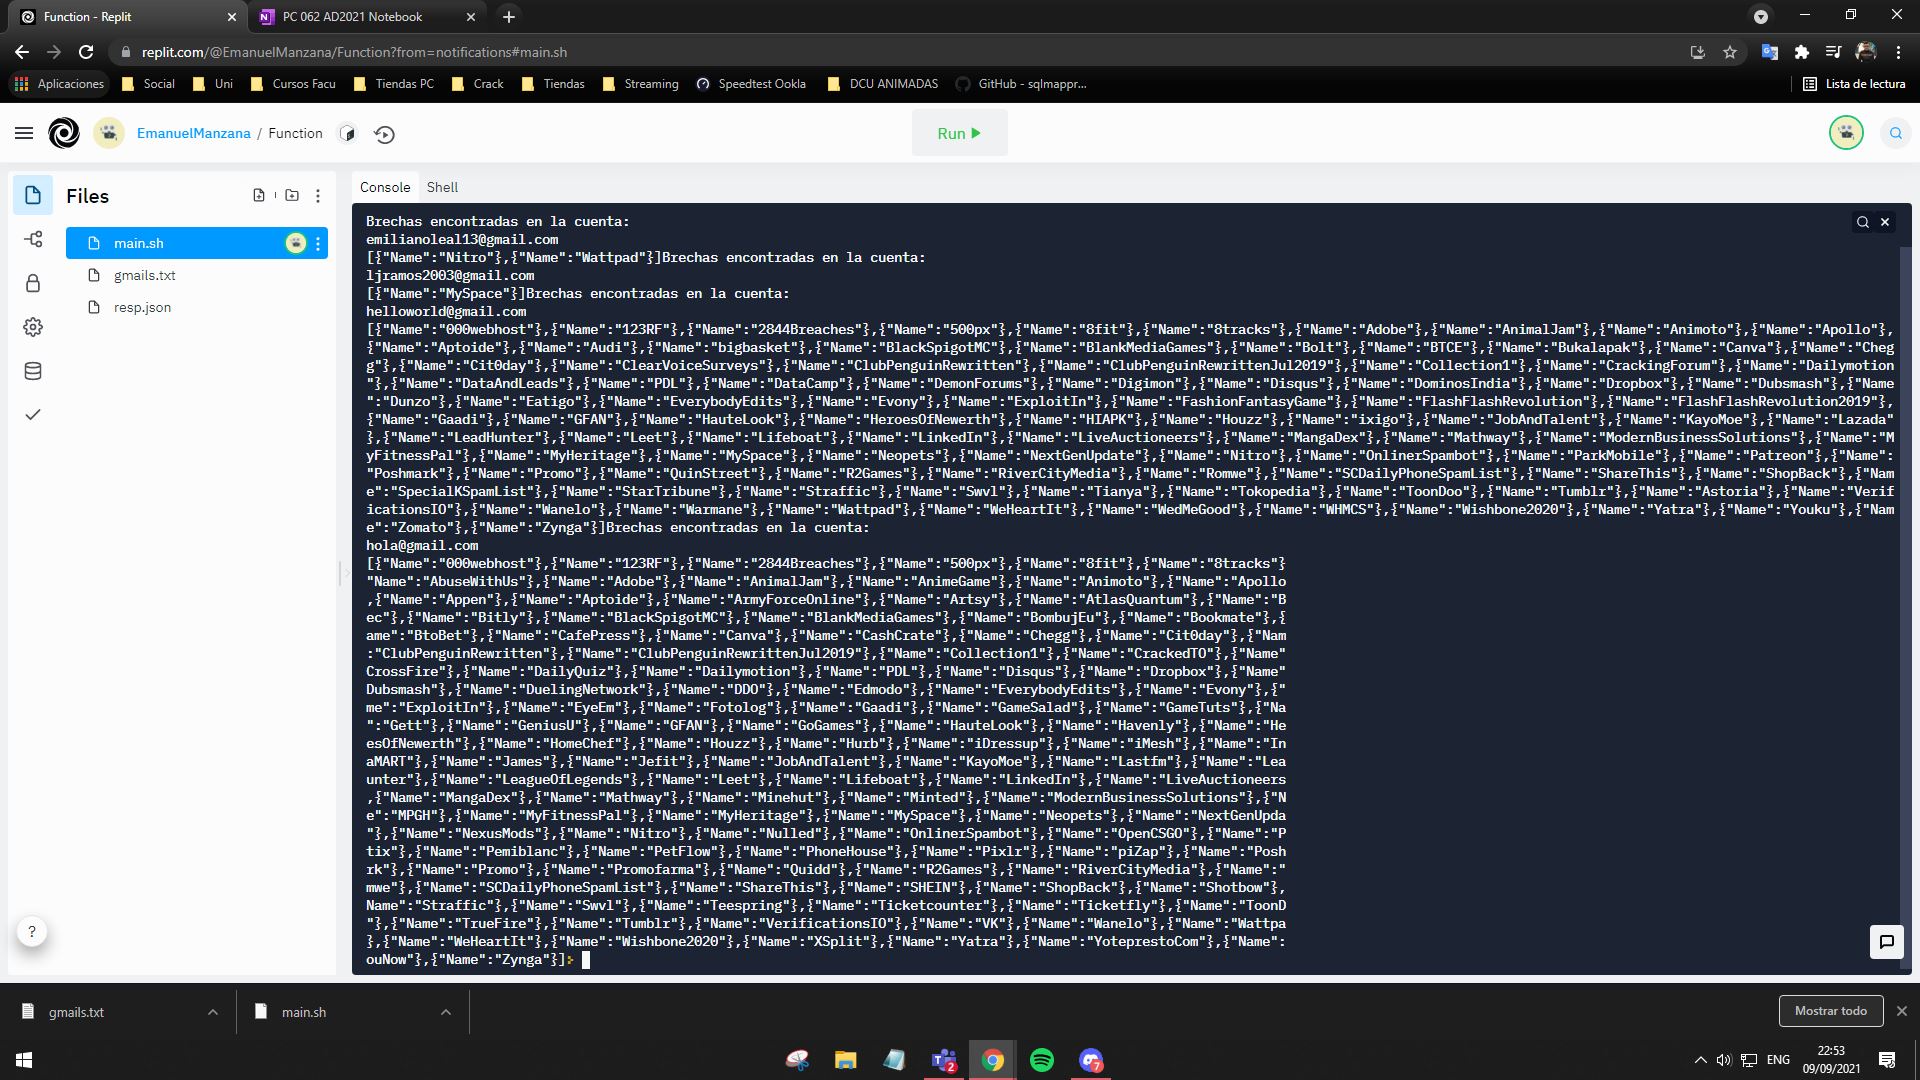 Function - Replit
PC 062 AD2021 Notebook
replit.com/@EmanuelManzana/Function?from=notifications#main.sh
Aplicaciones Social Uni Cursos Facu Tiendas PC Crack Tiendas Streaming Speedtest Ookla DCU ANIMADAS GitHub - sqlmappr... Lista de lectura
EmanuelManzana / Function
Run
Files
main.sh
gmails.txt
resp.json
Console Shell
Brechas encontradas en la cuenta:
emilianoleal13@gmail.com
[{"Name":"Nitro"},{"Name":"Wattpad"}]Brechas encontradas en la cuenta:
ljramos2003@gmail.com
[{"Name":"MySpace"}]Brechas encontradas en la cuenta:
helloworld@gmail.com
[{"Name":"000webhost"},{"Name":"123RF"},{"Name":"2844Breaches"},{"Name":"500px"},{"Name":"8fit"},{"Name":"8tracks"},{"Name":"Adobe"},{"Name":"AnimalJam"},{"Name":"Animoto"},{"Name":"Apollo"},
{"Name":"Aptoide"},{"Name":"Audi"},{"Name":"bigbasket"},{"Name":"BlackSpigotMC"},{"Name":"BlankMediaGames"},{"Name":"Bolt"},{"Name":"BTCE"},{"Name":"Bukalapak"},{"Name":"Canva"},{"Name":"Cheg
g"},{"Name":"Cit0day"},{"Name":"ClearVoiceSurveys"},{"Name":"ClubPenguinRewritten"},{"Name":"ClubPenguinRewrittenJul2019"},{"Name":"Collection1"},{"Name":"CrackingForum"},{"Name":"Dailymotion
"},{"Name":"DataAndLeads"},{"Name":"PDL"},{"Name":"DataCamp"},{"Name":"DemonForums"},{"Name":"Digimon"},{"Name":"Disqus"},{"Name":"DominosIndia"},{"Name":"Dropbox"},{"Name":"Dubsmash"},{"Name
":"Dunzo"},{"Name":"Eatigo"},{"Name":"EverybodyEdits"},{"Name":"Evony"},{"Name":"ExploitIn"},{"Name":"FashionFantasyGame"},{"Name":"FlashFlashRevolution"},{"Name":"FlashFlashRevolution2019"},
{"Name":"Gaadi"},{"Name":"GFAN"},{"Name":"HauteLook"},{"Name":"HeroesOfNewerth"},{"Name":"HIAPK"},{"Name":"Houzz"},{"Name":"ixigo"},{"Name":"JobAndTalent"},{"Name":"KayoMoe"},{"Name":"Lazada"
},{"Name":"LeadHunter"},{"Name":"Leet"},{"Name":"Lifeboat"},{"Name":"LinkedIn"},{"Name":"LiveAuctioneers"},{"Name":"MangaDex"},{"Name":"Mathway"},{"Name":"ModernBusinessSolutions"},{"Name":"M
yFitnessPal"},{"Name":"MyHeritage"},{"Name":"MySpace"},{"Name":"Neopets"},{"Name":"NextGenUpdate"},{"Name":"Nitro"},{"Name":"OnlinerSpambot"},{"Name":"ParkMobile"},{"Name":"Patreon"},{"Name":
"Poshmark"},{"Name":"Promo"},{"Name":"QuinStreet"},{"Name":"R2Games"},{"Name":"RiverCityMedia"},{"Name":"Romwe"},{"Name":"SCDailyPhoneSpamList"},{"Name":"ShareThis"},{"Name":"ShopBack"},{"Nam
e":"SpecialKSpamList"},{"Name":"StarTribune"},{"Name":"Straffic"},{"Name":"Swvl"},{"Name":"Tianya"},{"Name":"Tokopedia"},{"Name":"ToonDoo"},{"Name":"Tumblr"},{"Name":"Astoria"},{"Name":"Verif
icationsIO"},{"Name":"Wanelo"},{"Name":"Warmane"},{"Name":"Wattpad"},{"Name":"WeHeartIt"},{"Name":"WedMeGood"},{"Name":"WHMCS"},{"Name":"Wishbone2020"},{"Name":"Yatra"},{"Name":"Youku"},{"Nam
e":"Zomato"},{"Name":"Zynga"}]Brechas encontradas en la cuenta:
hola@gmail.com
[{"Name":"000webhost"},{"Name":"123RF"},{"Name":"2844Breaches"},{"Name":"500px"},{"Name":"8fit"},{"Name":"8tracks"}
"Name":"AbuseWithUs"},{"Name":"Adobe"},{"Name":"AnimalJam"},{"Name":"AnimeGame"},{"Name":"Animoto"},{"Name":"Apollo
,{"Name":"Appen"},{"Name":"Aptoide"},{"Name":"ArmyForceOnline"},{"Name":"Artsy"},{"Name":"AtlasQuantum"},{"Name":"B
ec"},{"Name":"Bitly"},{"Name":"BlackSpigotMC"},{"Name":"BlankMediaGames"},{"Name":"BombujEu"},{"Name":"Bookmate"},{
ame":"BtoBet"},{"Name":"CafePress"},{"Name":"Canva"},{"Name":"CashCrate"},{"Name":"Chegg"},{"Name":"Cit0day"},{"Nam
:"ClubPenguinRewritten"},{"Name":"ClubPenguinRewrittenJul2019"},{"Name":"Collection1"},{"Name":"CrackedTO"},{"Name"
CrossFire"},{"Name":"DailyQuiz"},{"Name":"Dailymotion"},{"Name":"PDL"},{"Name":"Disqus"},{"Name":"Dropbox"},{"Name"
Dubsmash"},{"Name":"DuelingNetwork"},{"Name":"DDO"},{"Name":"Edmodo"},{"Name":"EverybodyEdits"},{"Name":"Evony"},{"
me":"ExploitIn"},{"Name":"EyeEm"},{"Name":"Fotolog"},{"Name":"Gaadi"},{"Name":"GameSalad"},{"Name":"GameTuts"},{"Na
":"Gett"},{"Name":"GeniusU"},{"Name":"GFAN"},{"Name":"GoGames"},{"Name":"HauteLook"},{"Name":"Havenly"},{"Name":"He
esOfNewerth"},{"Name":"HomeChef"},{"Name":"Houzz"},{"Name":"Hurb"},{"Name":"iDressup"},{"Name":"iMesh"},{"Name":"In
aMART"},{"Name":"James"},{"Name":"Jefit"},{"Name":"JobAndTalent"},{"Name":"KayoMoe"},{"Name":"Lastfm"},{"Name":"Lea
unter"},{"Name":"LeagueOfLegends"},{"Name":"Leet"},{"Name":"Lifeboat"},{"Name":"LinkedIn"},{"Name":"LiveAuctioneers
,{"Name":"MangaDex"},{"Name":"Mathway"},{"Name":"Minehut"},{"Name":"Minted"},{"Name":"ModernBusinessSolutions"},{"N
e":"MPGH"},{"Name":"MyFitnessPal"},{"Name":"MyHeritage"},{"Name":"MySpace"},{"Name":"Neopets"},{"Name":"NextGenUpda
"},{"Name":"NexusMods"},{"Name":"Nitro"},{"Name":"Nulled"},{"Name":"OnlinerSpambot"},{"Name":"OpenCSGO"},{"Name":"P
tix"},{"Name":"Pemiblanc"},{"Name":"PetFlow"},{"Name":"PhoneHouse"},{"Name":"Pixlr"},{"Name":"piZap"},{"Name":"Posh
rk"},{"Name":"Promo"},{"Name":"Promofarma"},{"Name":"Quidd"},{"Name":"R2Games"},{"Name":"RiverCityMedia"},{"Name":"
mwe"},{"Name":"SCDailyPhoneSpamList"},{"Name":"ShareThis"},{"Name":"SHEIN"},{"Name":"ShopBack"},{"Name":"Shotbow"},
Name":"Straffic"},{"Name":"Swvl"},{"Name":"Teespring"},{"Name":"Ticketcounter"},{"Name":"Ticketfly"},{"Name":"ToonD
"},{"Name":"TrueFire"},{"Name":"Tumblr"},{"Name":"VerificationsIO"},{"Name":"VK"},{"Name":"Wanelo"},{"Name":"Wattpa
},{"Name":"WeHeartIt"},{"Name":"Wishbone2020"},{"Name":"XSplit"},{"Name":"Yatra"},{"Name":"YoteprestoCom"},{"Name":
ouNow"},{"Name":"Zynga"}]
?
gmails.txt
main.sh
Mostrar todo
2
7
ENG
22:53
09/09/2021